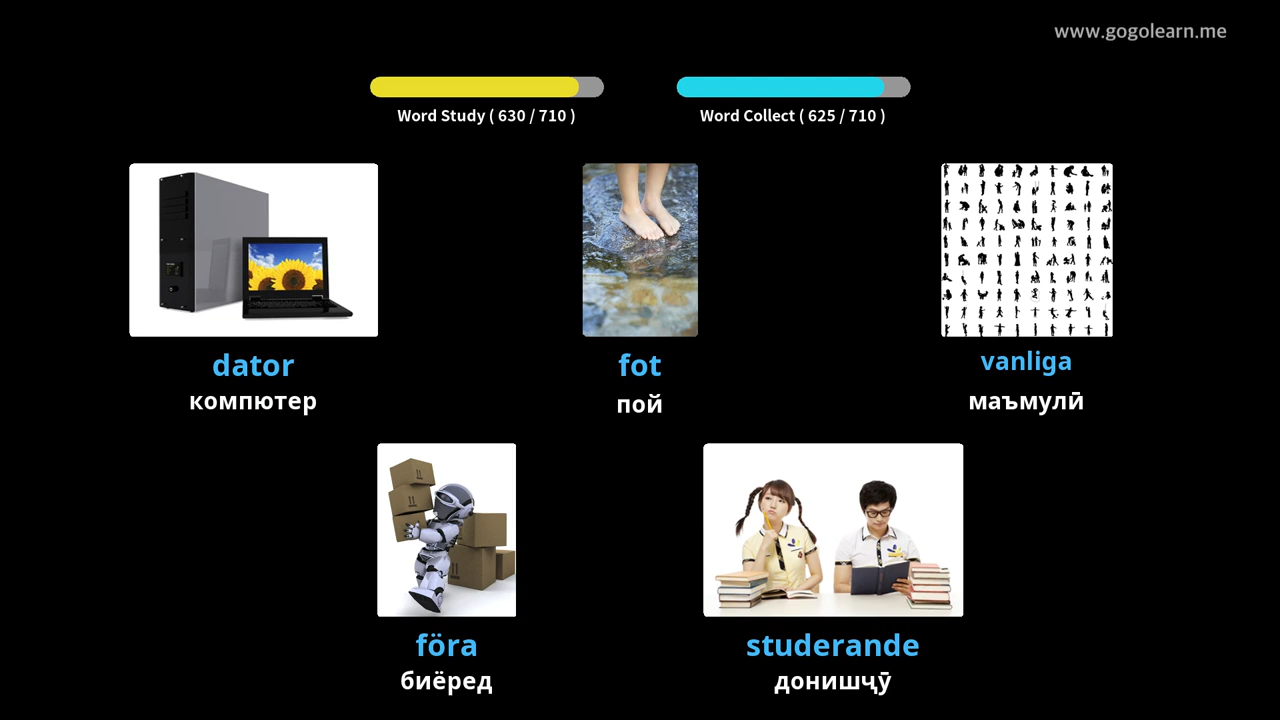 www.gogolearn.me
Word Study ( 630 / 710 )
Word Collect ( 625 / 710 )
dator
компютер
fot
пой
vanliga
маъмулӣ
föra
биёред
studerande
донишҷӯ